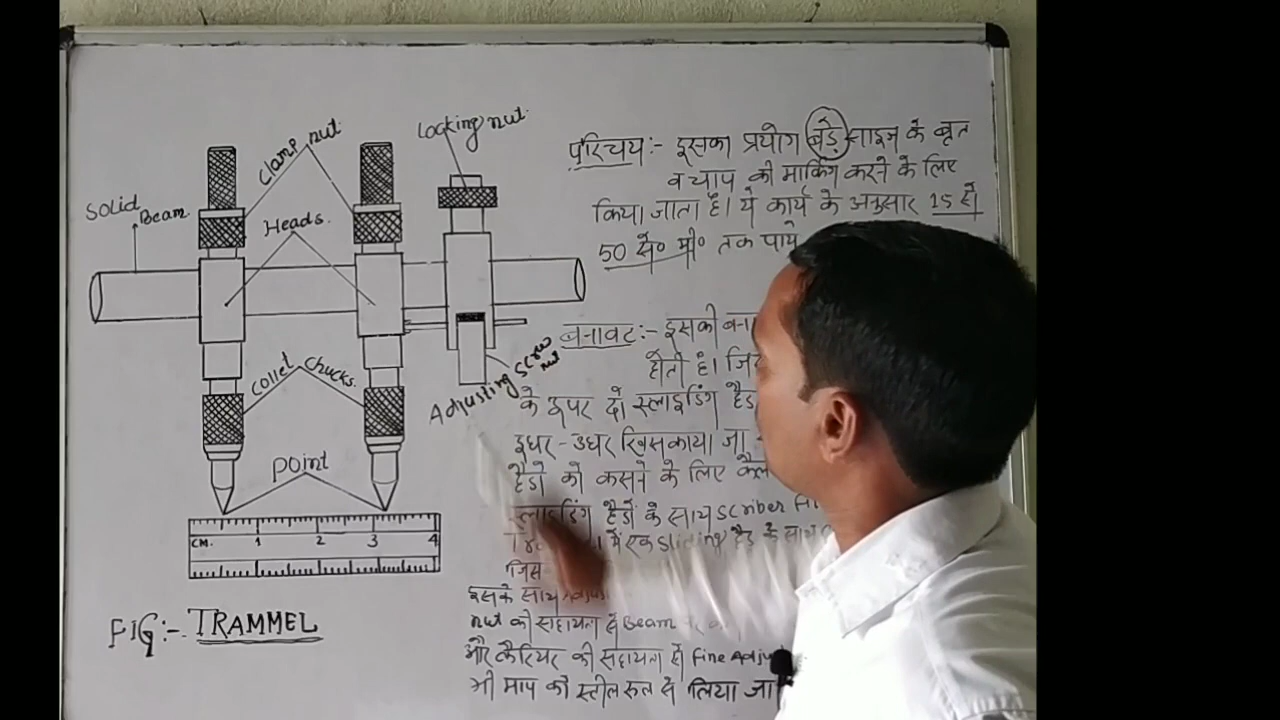 Clamp nut.
Locking nut.
Solid Beam.
Heads.
Adjusting Screw nut
Collet Chucks.
Point
CM. 1 2 3 4
FIG:- TRAMMEL
परिचय:- इसका प्रयोग बड़े साइज के वृत
व चाप की मार्किंग करने के लिए
किया जाता है। ये कार्य के अनुसार 15 से
50 से० मी० तक पाये
बनावट:- इसकी
होती है।
के ऊपर दो स्लाइडिंग हैड
इधर-उधर खिसकाया जा
हैडो को कसने के लिए
स्लाइडिंग हैडों के साथ Scriber
में एक Sliding हैड के साथ
जिस
इसके साथ
nut की सहायता से Beam
और कैरियर की सहायता से Fine
भी माप को स्टील रूल से लिया जा